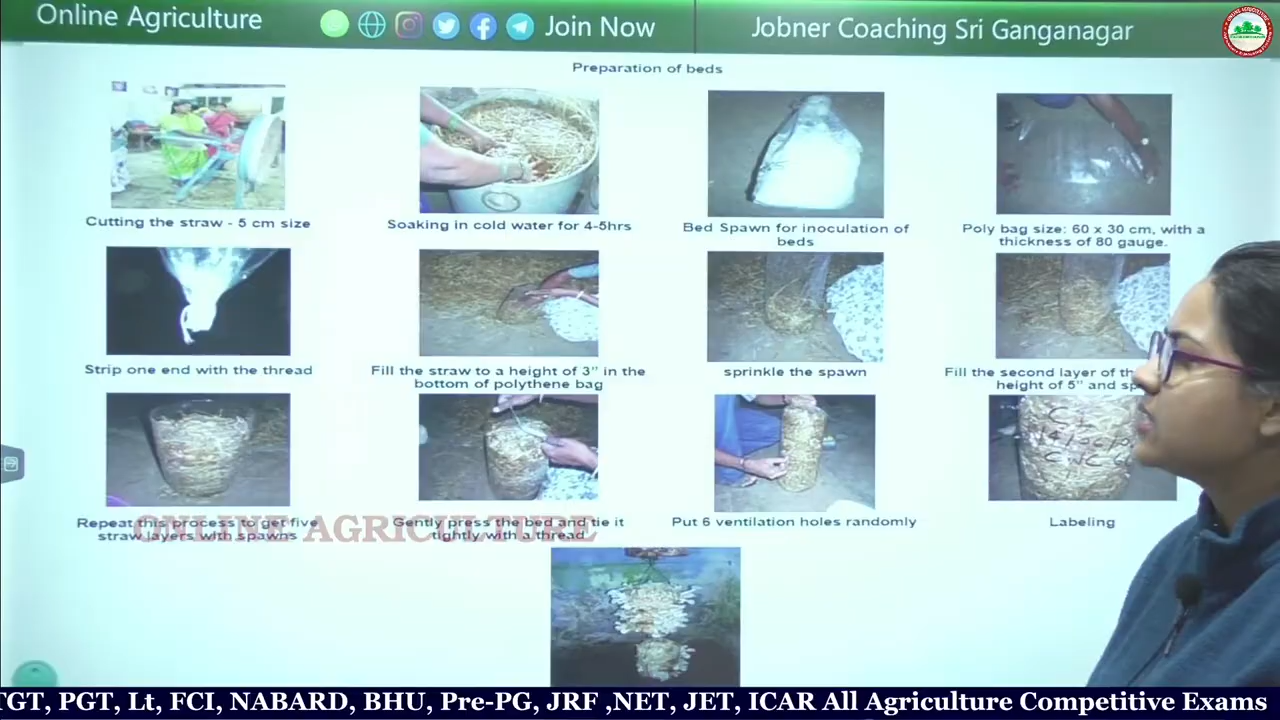 Online Agriculture
Join Now
Jobner Coaching Sri Ganganagar
Preparation of beds
Cutting the straw - 5 cm size
Soaking in cold water for 4-5hrs
Bed Spawn for inoculation of
beds
Poly bag size: 60 x 30 cm, with a
thickness of 80 gauge.
Strip one end with the thread
Fill the straw to a height of 3" in the
bottom of polythene bag
sprinkle the spawn
Fill the second layer of
height of 5" and
Repeat this process to get five
straw layers with spawns
Gently press the bed and tie it
tightly with a thread
Put 6 ventilation holes randomly
Labeling
ONLINE AGRICULTURE
TGT, PGT, Lt, FCI, NABARD, BHU, Pre-PG, JRF ,NET, JET, ICAR All Agriculture Competitive Exams